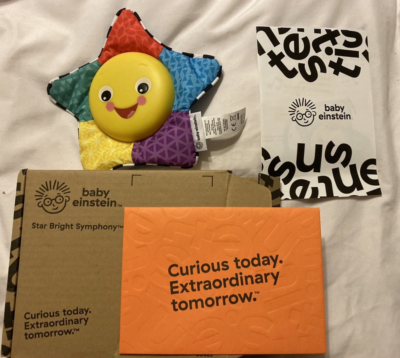 baby
einstein
baby
einstein
Star Bright Symphony™
Curious today.
Extraordinary
tomorrow.™
Curious today.
Extraordinary
tomorrow.™